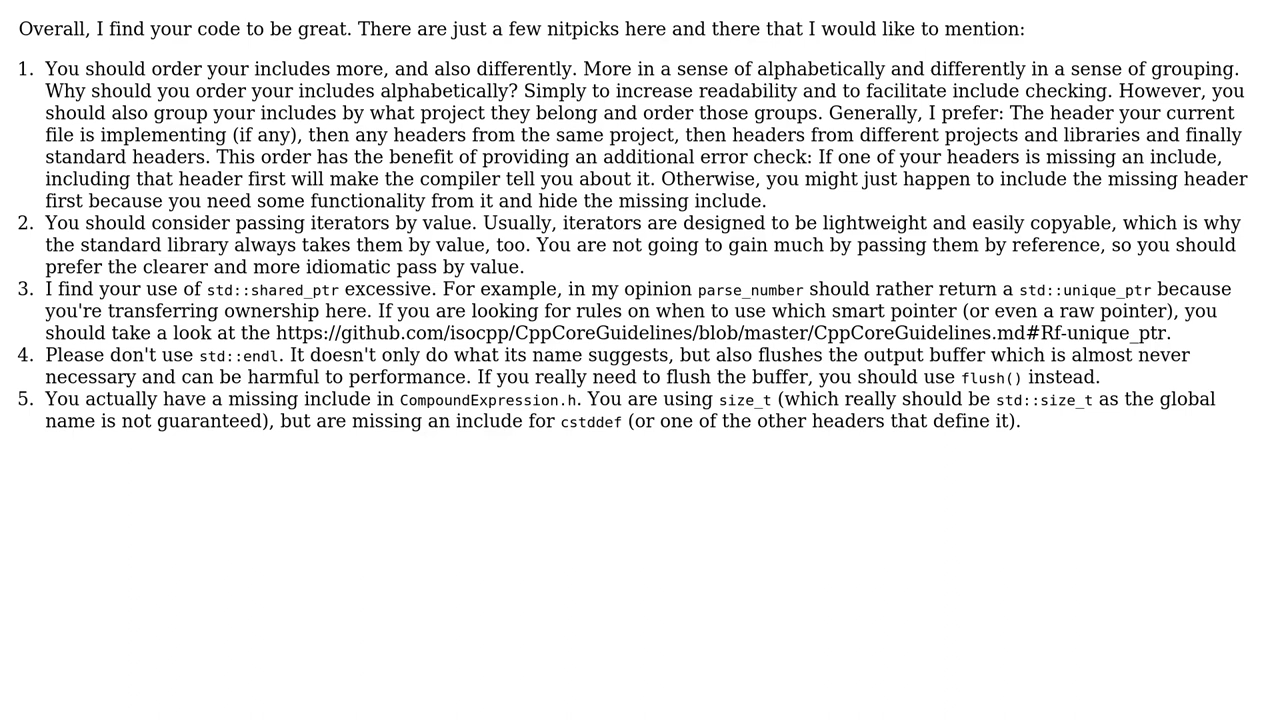 Overall, I find your code to be great. There are just a few nitpicks here and there that I would like to mention:
1. You should order your includes more, and also differently. More in a sense of alphabetically and differently in a sense of grouping.
Why should you order your includes alphabetically? Simply to increase readability and to facilitate include checking. However, you
should also group your includes by what project they belong and order those groups. Generally, I prefer: The header your current
file is implementing (if any), then any headers from the same project, then headers from different projects and libraries and finally
standard headers. This order has the benefit of providing an additional error check: If one of your headers is missing an include,
including that header first will make the compiler tell you about it. Otherwise, you might just happen to include the missing header
first because you need some functionality from it and hide the missing include.
2. You should consider passing iterators by value. Usually, iterators are designed to be lightweight and easily copyable, which is why
the standard library always takes them by value, too. You are not going to gain much by passing them by reference, so you should
prefer the clearer and more idiomatic pass by value.
3. I find your use of std::shared_ptr excessive. For example, in my opinion parse_number should rather return a std::unique_ptr because
you're transferring ownership here. If you are looking for rules on when to use which smart pointer (or even a raw pointer), you
should take a look at the https://github.com/isocpp/CppCoreGuidelines/blob/master/CppCoreGuidelines.md#Rf-unique_ptr.
4. Please don't use std::endl. It doesn't only do what its name suggests, but also flushes the output buffer which is almost never
necessary and can be harmful to performance. If you really need to flush the buffer, you should use flush() instead.
5. You actually have a missing include in CompoundExpression.h. You are using size_t (which really should be std::size_t as the global
name is not guaranteed), but are missing an include for cstddef (or one of the other headers that define it).